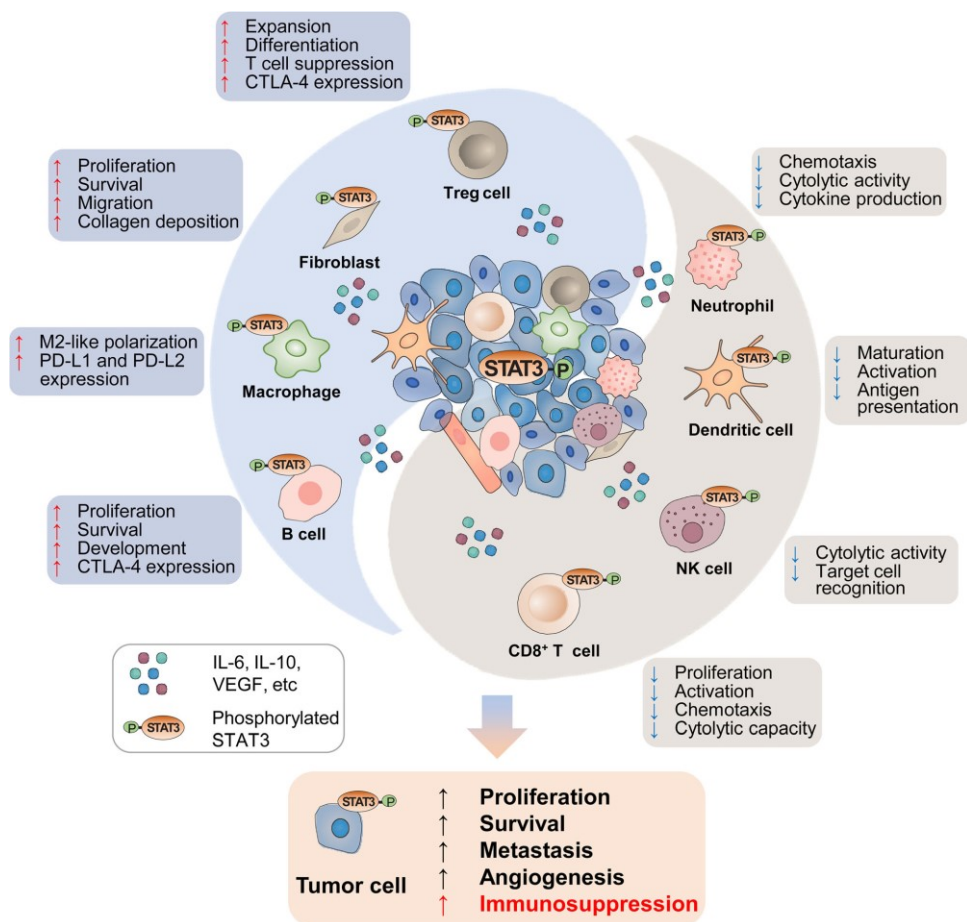 ↑ Expansion
↑ Differentiation
↑ T cell suppression
↑ CTLA-4 expression
P STAT3
Treg cell
↑ Proliferation
↑ Survival
↑ Migration
↑ Collagen deposition
P STAT3
Fibroblast
↑ M2-like polarization
↑ PD-L1 and PD-L2
expression
P STAT3
Macrophage
↑ Proliferation
↑ Survival
↑ Development
↑ CTLA-4 expression
P STAT3
B cell
STAT3 P
↓ Chemotaxis
↓ Cytolytic activity
↓ Cytokine production
STAT3 P
Neutrophil
↓ Maturation
↓ Activation
↓ Antigen
presentation
STAT3 P
Dendritic cell
↓ Cytolytic activity
↓ Target cell
recognition
STAT3 P
NK cell
STAT3 P
CD8⁺ T cell
↓ Proliferation
↓ Activation
↓ Chemotaxis
↓ Cytolytic capacity
IL-6, IL-10,
VEGF, etc
P STAT3
Phosphorylated
STAT3
STAT3 P
Tumor cell
↑ Proliferation
↑ Survival
↑ Metastasis
↑ Angiogenesis
↑ Immunosuppression